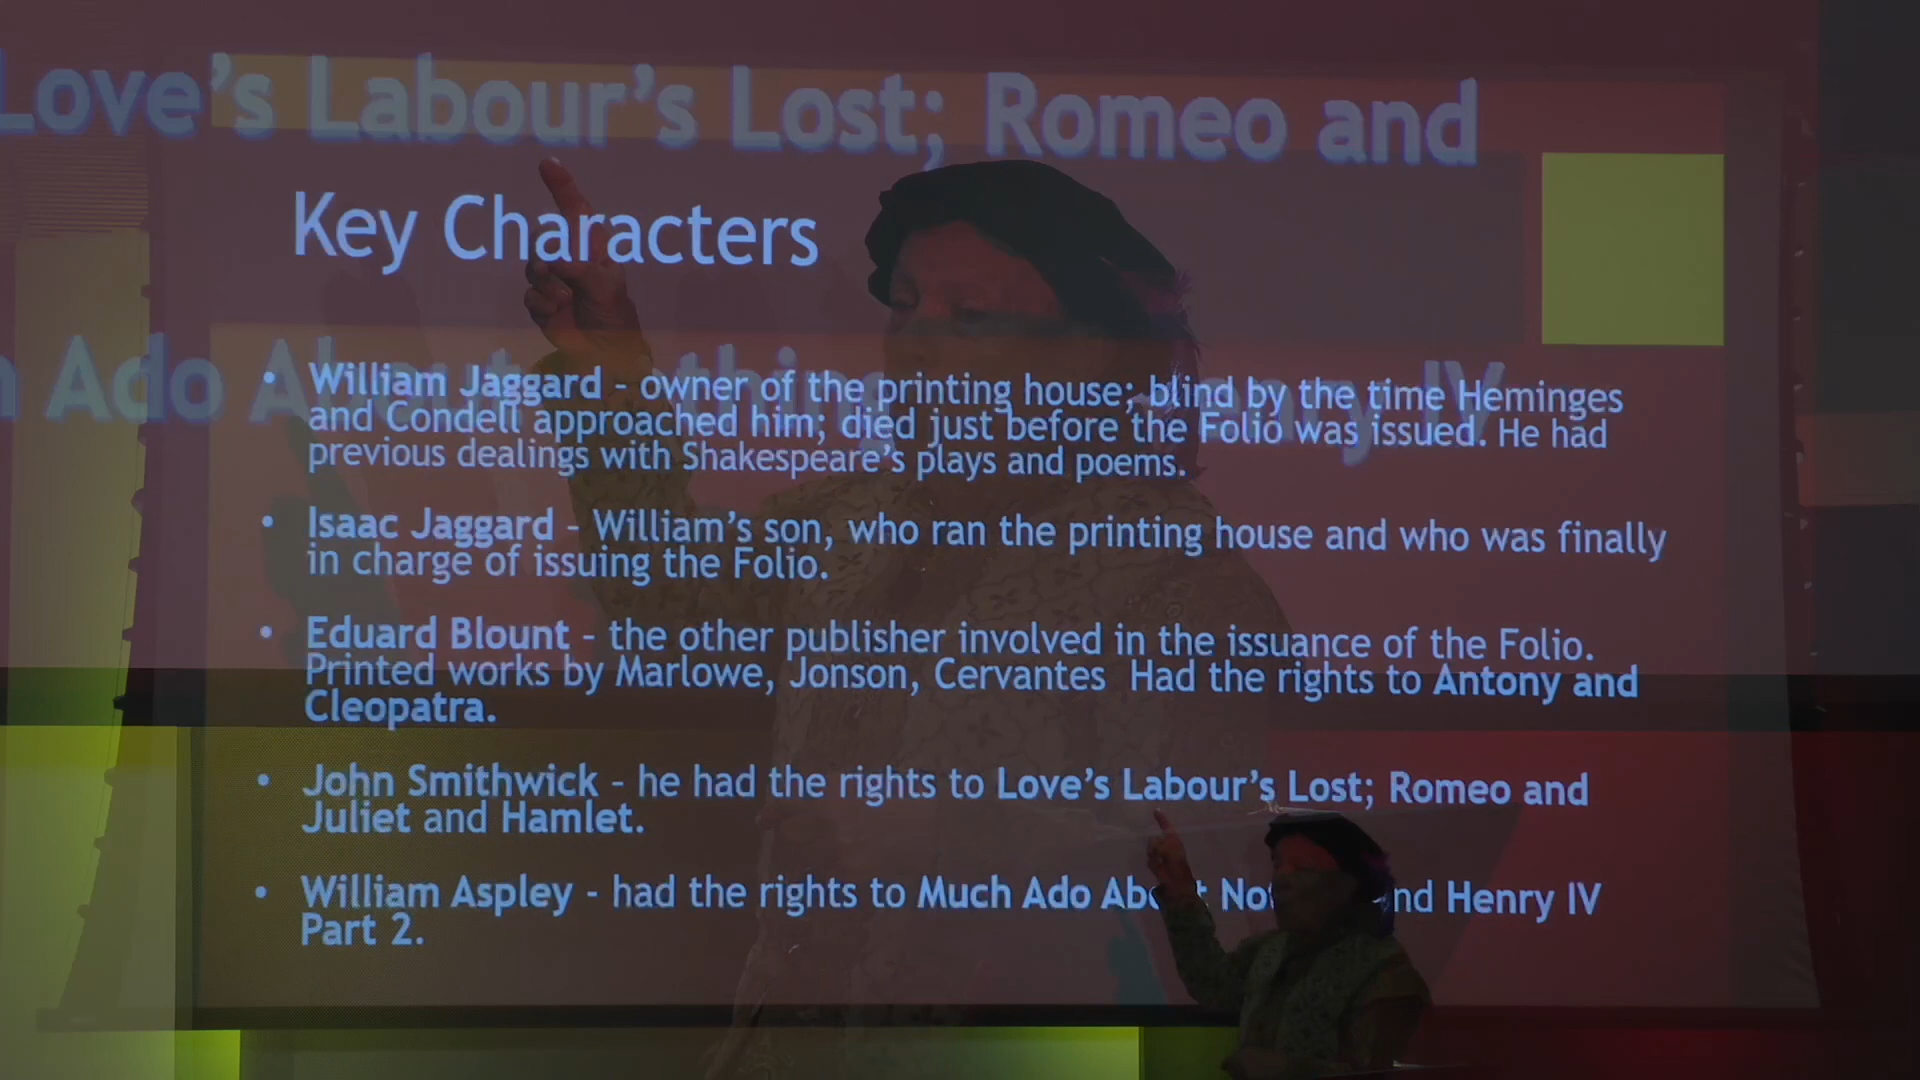 Love's Labour's Lost; Romeo and
Key Characters
Ado
• William Jaggard - owner of the printing house; blind by the time Heminges
and Condell approached him; died just before the Folio was issued. He had
previous dealings with Shakespeare's plays and poems.
• Isaac Jaggard - William's son, who ran the printing house and who was finally
in charge of issuing the Folio.
• Eduard Blount - the other publisher involved in the issuance of the Folio.
Printed works by Marlowe, Jonson, Cervantes Had the rights to Antony and
Cleopatra.
• John Smithwick - he had the rights to Love's Labour's Lost; Romeo and
Juliet and Hamlet.
• William Aspley - had the rights to Much Ado and Henry IV
Part 2.